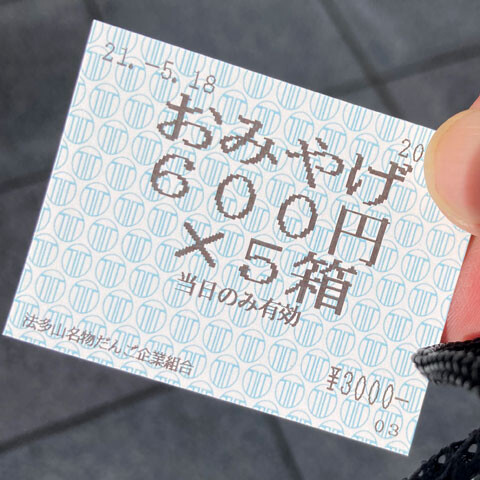 21.-5.18
20
おみやげ
600円
×5箱
当日のみ有効
法多山名物だんご企業組合
¥3000-
03